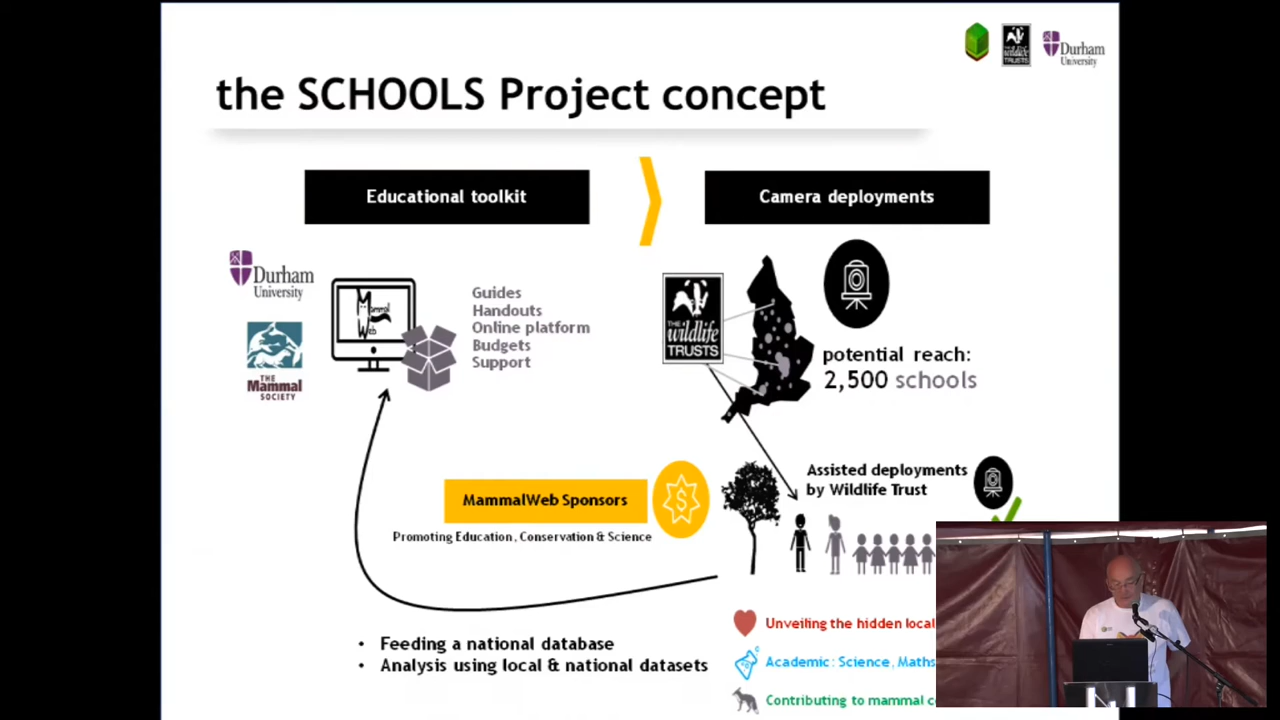 Durham
University
the SCHOOLS Project concept
Educational toolkit
Camera deployments
Durham
University
Mammal
Web
Guides
Handouts
Online platform
Budgets
Support
THE
Mammal
SOCIETY
THE
wildlife
TRUSTS
potential reach:
2,500 schools
Assisted deployments
by Wildlife Trust
MammalWeb Sponsors
$
Promoting Education, Conservation & Science
• Feeding a national database
• Analysis using local & national datasets
Unveiling the hidden local
Academic: Science, Maths
Contributing to mammal